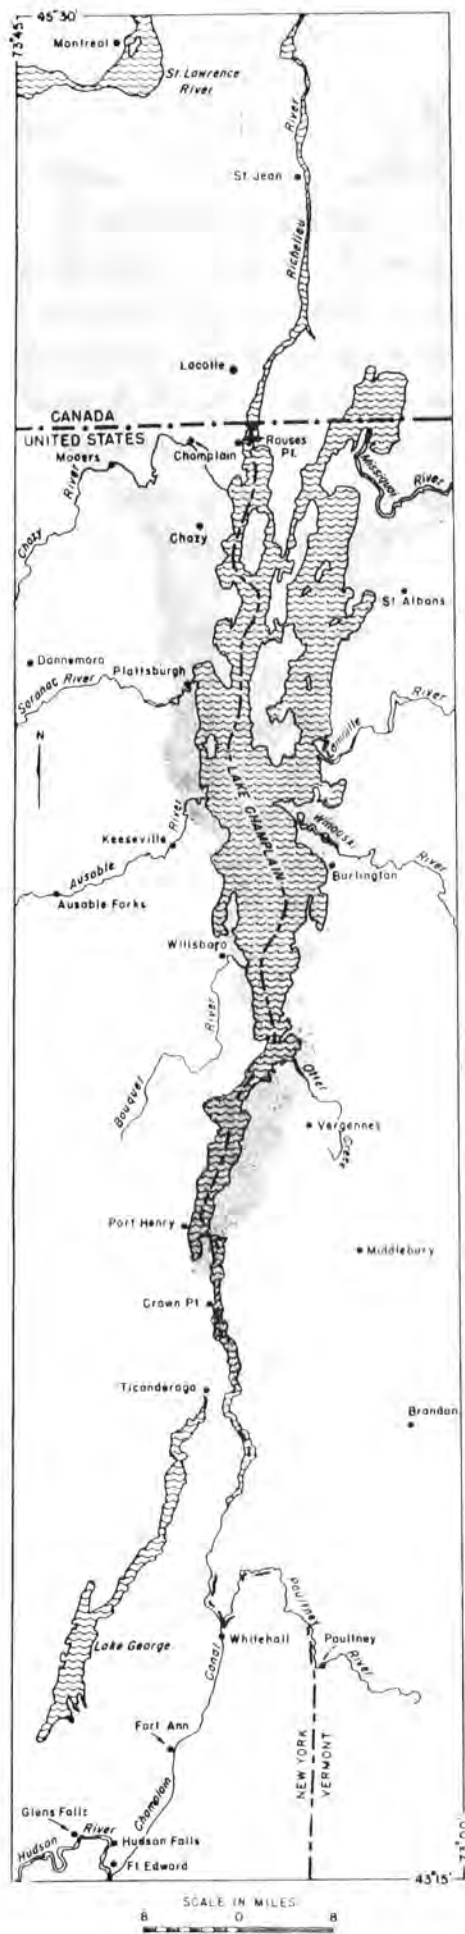 45°30'
73°45'
Montreal
St. Lawrence
River
River
St. Jean
Richelieu
Lacolle
CANADA
UNITED STATES
Rouses
Pt.
Champlain
Mooers
Missisquoi
River
River
Chazy
Chazy
St Albans
Dannemora
Plattsburgh
Saranac River
River
Lamoille
N
LAKE CHAMPLAIN
River
Winooski
Keeseville
River
Ausable
Burlington
Ausable Forks
Willsboro
River
Bouquet
Otter
Creek
Vergennes
Port Henry
Middlebury
Crown Pt.
Ticonderoga
Brandon
Poultney
Whitehall
Poultney
River
Lake George
Canal
Fort Ann
Champlain
NEW YORK
VERMONT
Glens Falls
River
Hudson
Hudson Falls
Ft Edward
73°00'
43°15'
SCALE IN MILES
8 0 8